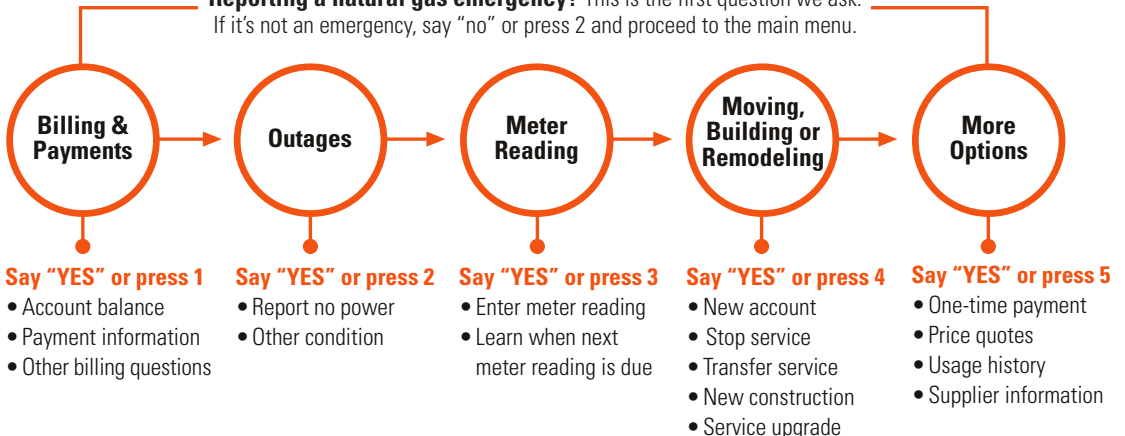 Reporting a natural gas emergency? This is the first question we ask.
If it's not an emergency, say “no” or press 2 and proceed to the main menu.
Billing &
Payments
Outages
Meter
Reading
Moving,
Building or
Remodeling
More
Options
Say “YES” or press 1
• Account balance
• Payment information
• Other billing questions
Say “YES” or press 2
• Report no power
• Other condition
Say “YES” or press 3
• Enter meter reading
• Learn when next
meter reading is due
Say “YES” or press 4
• New account
• Stop service
• Transfer service
• New construction
• Service upgrade
Say “YES” or press 5
• One-time payment
• Price quotes
• Usage history
• Supplier information